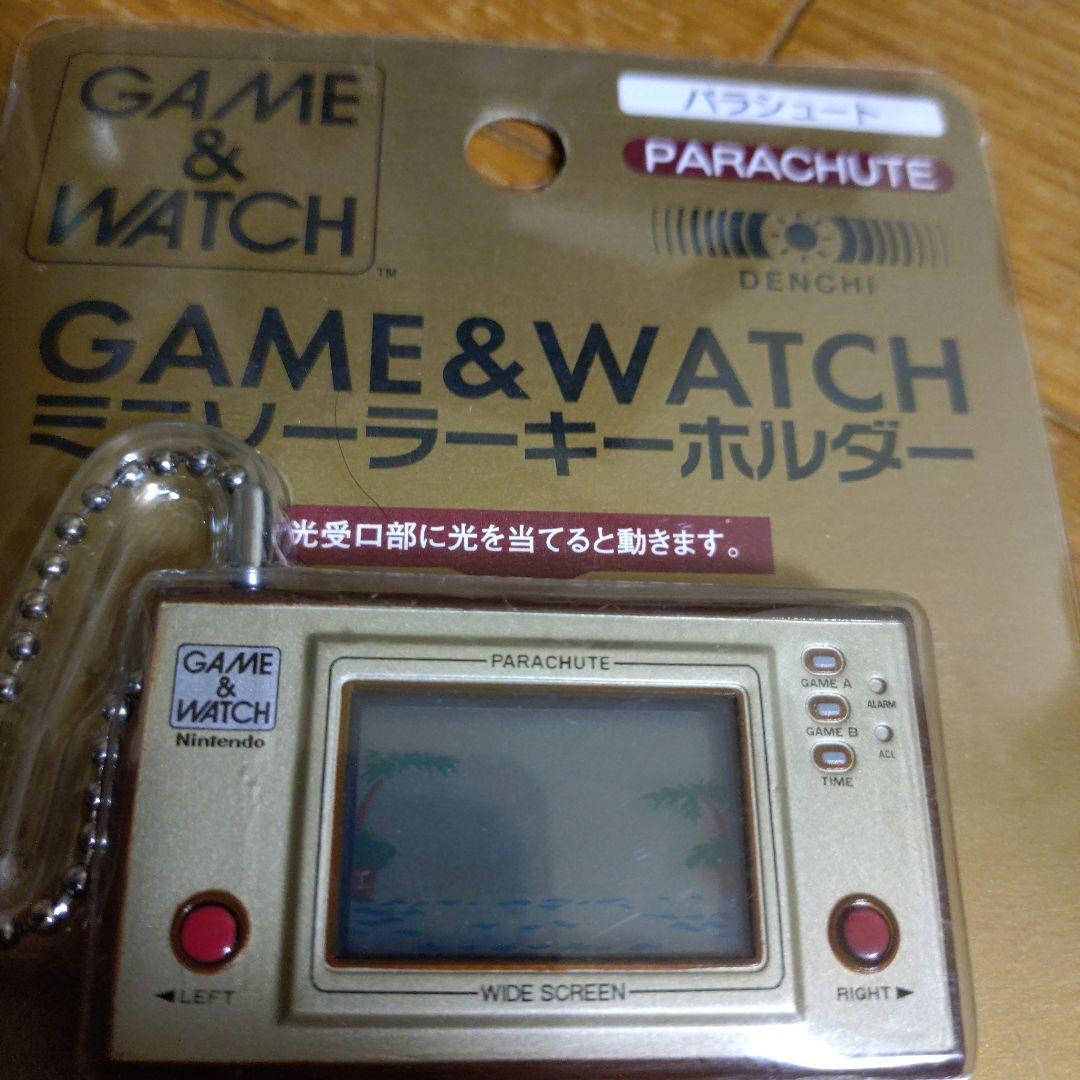 GAME
&
WATCH
™
パラシュート
PARACHUTE
DENCHI
GAME&WATCH
ミニソーラーキーホルダー
光受口部に光を当てると動きます。
GAME
&
WATCH
Nintendo
PARACHUTE
GAME A
ALARM
GAME B
ACL
TIME
◄LEFT
WIDE SCREEN
RIGHT►